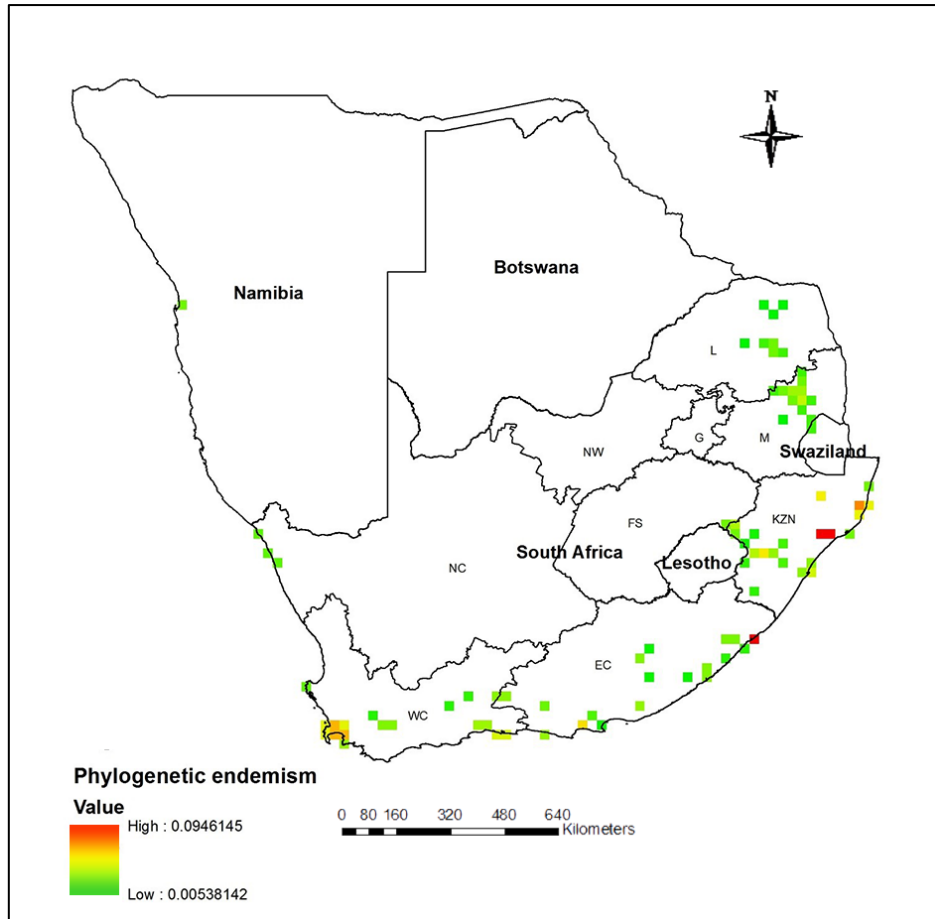 N
Botswana
Namibia
L
NW
G
M
Swaziland
FS
KZN
South Africa
Lesotho
NC
EC
WC
Phylogenetic endemism
Value
High : 0.0946145
Low : 0.00538142
0 80 160 320 480 640
Kilometers